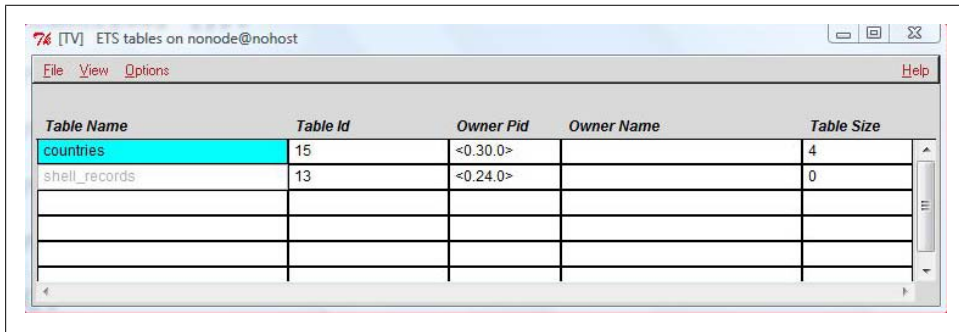 [TV] ETS tables on nonode@nohost
File View Options Help
Table Name Table Id Owner Pid Owner Name Table Size
countries 15 <0.30.0> 4
shell_records 13 <0.24.0> 0